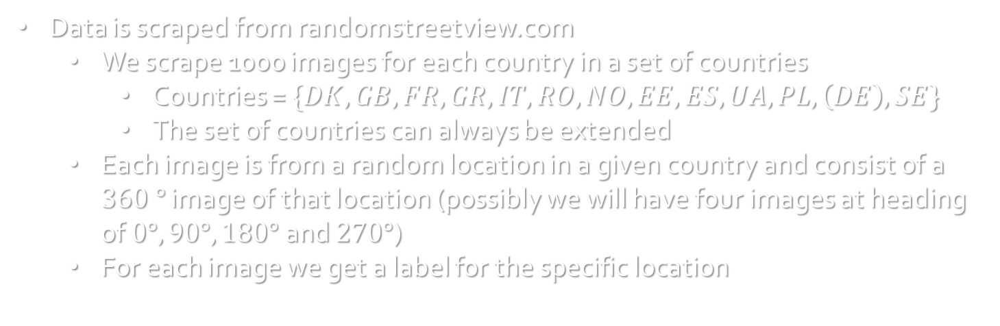 • Data is scraped from randomstreetview.com
• We scrape 1000 images for each country in a set of countries
• Countries = {DK, GB, FR, GR, IT, RO, NO, EE, ES, UA, PL, (DE), SE}
• The set of countries can always be extended
• Each image is from a random location in a given country and consist of a
360 ° image of that location (possibly we will have four images at heading
of 0°, 90°, 180° and 270°)
• For each image we get a label for the specific location